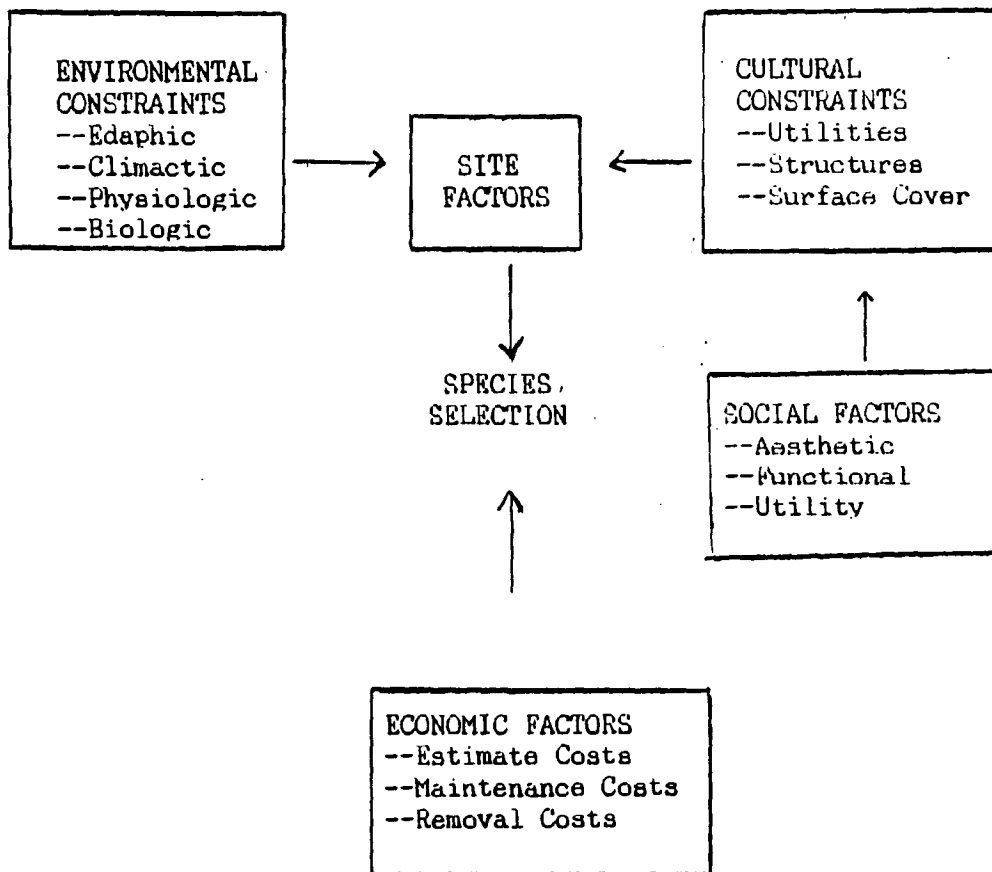 ENVIRONMENTAL
CONSTRAINTS
--Edaphic
--Climactic
--Physiologic
--Biologic
SITE
FACTORS
CULTURAL
CONSTRAINTS
--Utilities
--Structures
--Surface Cover
SPECIES
SELECTION
SOCIAL FACTORS
--Aesthetic
--Functional
--Utility
ECONOMIC FACTORS
--Estimate Costs
--Maintenance Costs
--Removal Costs